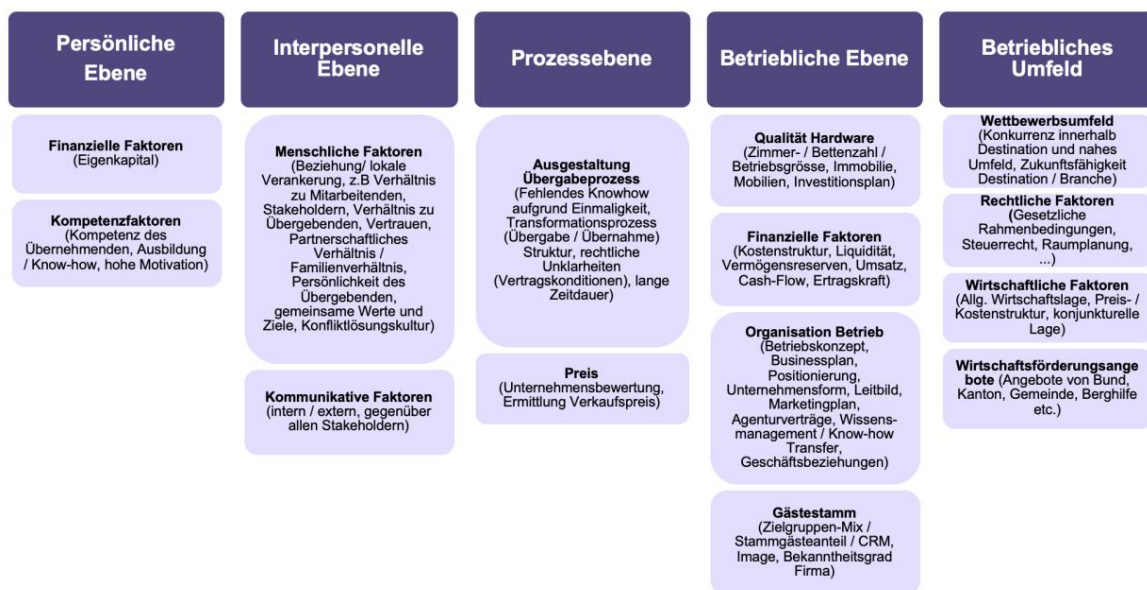 Persönliche
Ebene
Finanzielle Faktoren
(Eigenkapital)
Kompetenzfaktoren
(Kompetenz des
Übernehmenden, Ausbildung
/ Know-how, hohe Motivation)
Interpersonelle
Ebene
Menschliche Faktoren
(Beziehung/ lokale
Verankerung, z.B Verhältnis
zu Mitarbeitenden,
Stakeholdern, Verhältnis zu
Übergebenden, Vertrauen,
Partnerschaftliches
Verhältnis /
Familienverhältnis,
Persönlichkeit des
Übergebenden,
gemeinsame Werte und
Ziele, Konfliktlösungskultur)
Kommunikative Faktoren
(intern / extern, gegenüber
allen Stakeholdern)
Prozessebene
Ausgestaltung
Übergabeprozess
(Fehlendes Knowhow
aufgrund Einmaligkeit,
Transformationsprozess
(Übergabe / Übernahme)
Struktur, rechtliche
Unklarheiten
(Vertragskonditionen), lange
Zeitdauer)
Preis
(Unternehmensbewertung,
Ermittlung Verkaufspreis)
Betriebliche Ebene
Qualität Hardware
(Zimmer- / Bettenzahl /
Betriebsgrösse, Immobilie,
Mobilien, Investitionsplan)
Finanzielle Faktoren
(Kostenstruktur, Liquidität,
Vermögensreserven, Umsatz,
Cash-Flow, Ertragskraft)
Organisation Betrieb
(Betriebskonzept,
Businessplan,
Positionierung,
Unternehmensform, Leitbild,
Marketingplan,
Agenturverträge, Wissens-
management / Know-how
Transfer,
Geschäftsbeziehungen)
Gästestamm
(Zielgruppen-Mix /
Stammgästeanteil / CRM,
Image, Bekanntheitsgrad
Firma)
Betriebliches
Umfeld
Wettbewerbsumfeld
(Konkurrenz innerhalb
Destination und nahes
Umfeld, Zukunftsfähigkeit
Destination / Branche)
Rechtliche Faktoren
(Gesetzliche
Rahmenbedingungen,
Steuerrecht, Raumplanung,
...)
Wirtschaftliche Faktoren
(Allg. Wirtschaftslage, Preis- /
Kostenstruktur, konjunkturelle
Lage)
Wirtschaftsförderungsange
bote (Angebote von Bund,
Kanton, Gemeinde, Berghilfe
etc.)